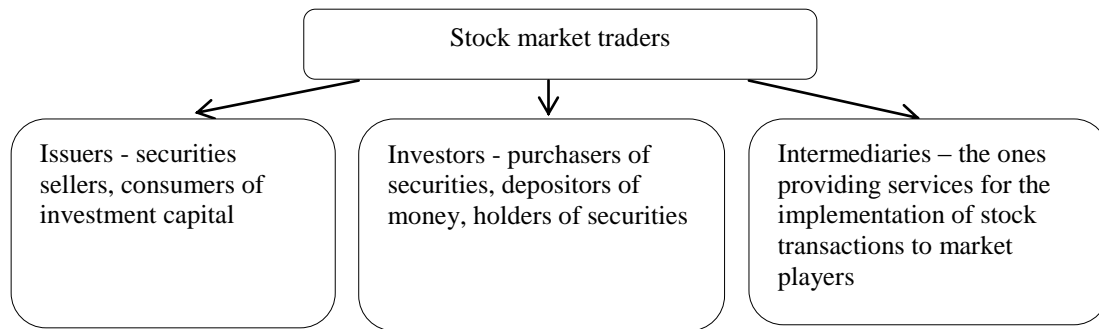 Stock market traders
Issuers - securities
sellers, consumers of
investment capital
Investors - purchasers of
securities, depositors of
money, holders of securities
Intermediaries – the ones
providing services for the
implementation of stock
transactions to market
players